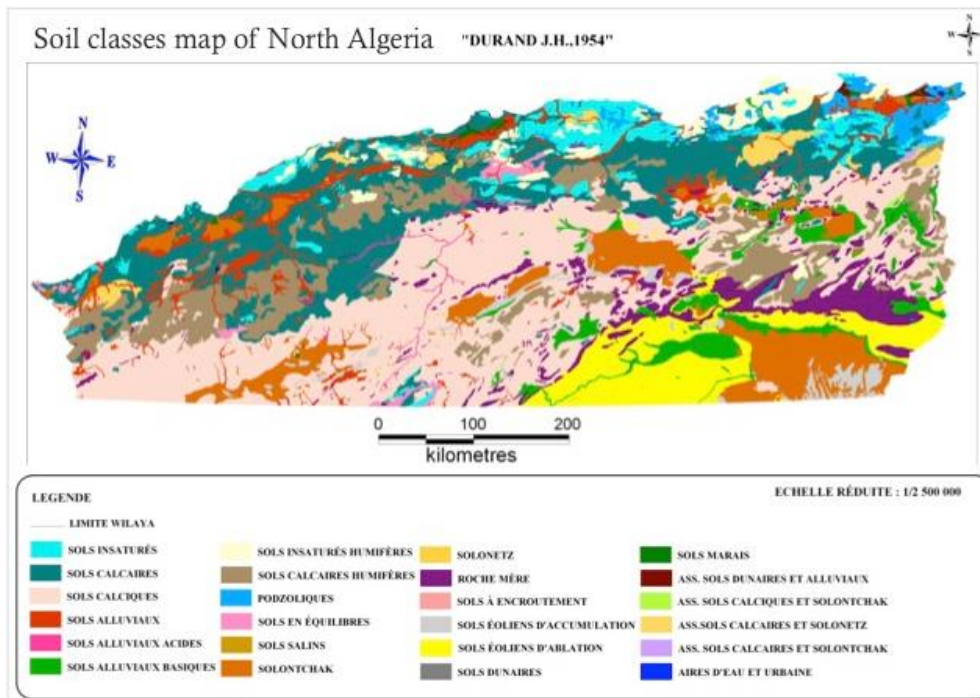 Soil classes map of North Algeria "DURAND J.H.,1954"
N
W E
S
N
W E
S
0 100 200
kilometres
LEGENDE
ECHELLE RÉDUITE : 1/2 500 000
LIMITE WILAYA
SOLS INSATURÉS
SOLS CALCAIRES
SOLS CALCIQUES
SOLS ALLUVIAUX
SOLS ALLUVIAUX ACIDES
SOLS ALLUVIAUX BASIQUES
SOLS INSATURÉS HUMIFÈRES
SOLS CALCAIRES HUMIFÈRES
PODZOLIQUES
SOLS EN ÉQUILIBRES
SOLS SALINS
SOLONTCHAK
SOLONETZ
ROCHE MÈRE
SOLS À ENCROUTEMENT
SOLS ÉOLIENS D'ACCUMULATION
SOLS ÉOLIENS D'ABLATION
SOLS DUNAIRES
SOLS MARAIS
ASS. SOLS DUNAIRES ET ALLUVIAUX
ASS. SOLS CALCIQUES ET SOLONTCHAK
ASS.SOLS CALCAIRES ET SOLONETZ
ASS. SOLS CALCAIRES ET SOLONTCHAK
AIRES D'EAU ET URBAINE